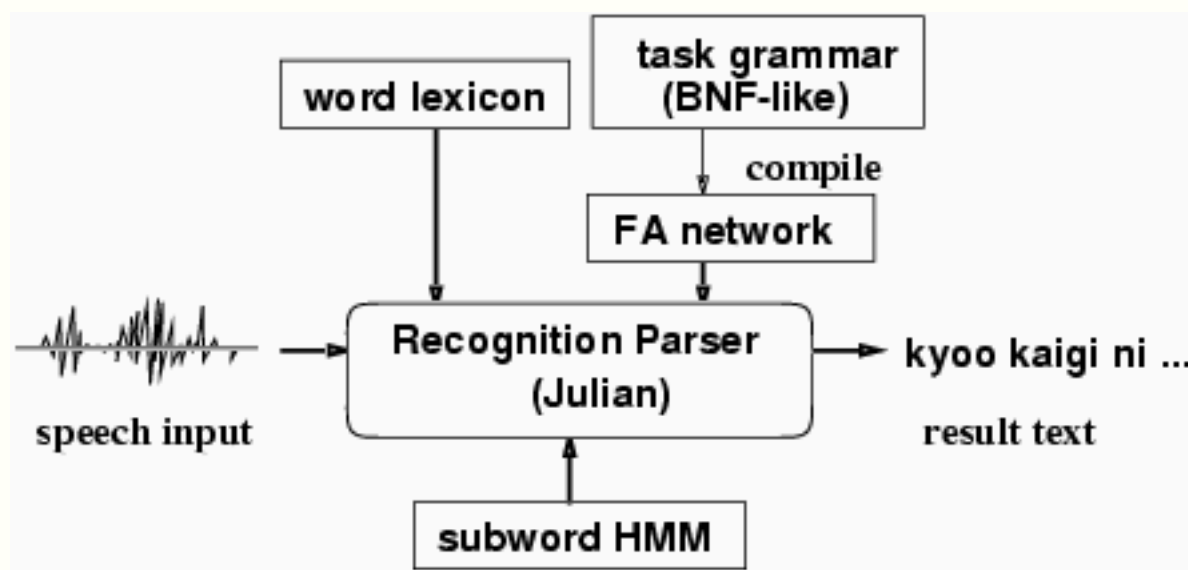 task grammar
(BNF-like)
word lexicon
compile
FA network
Recognition Parser
(Julian)
kyoo kaigi ni ...
speech input
result text
subword HMM